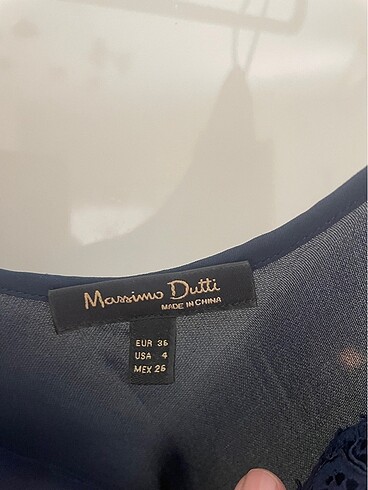 Massimo Dutti
MADE IN CHINA
EUR 36
USA 4
MEX 26